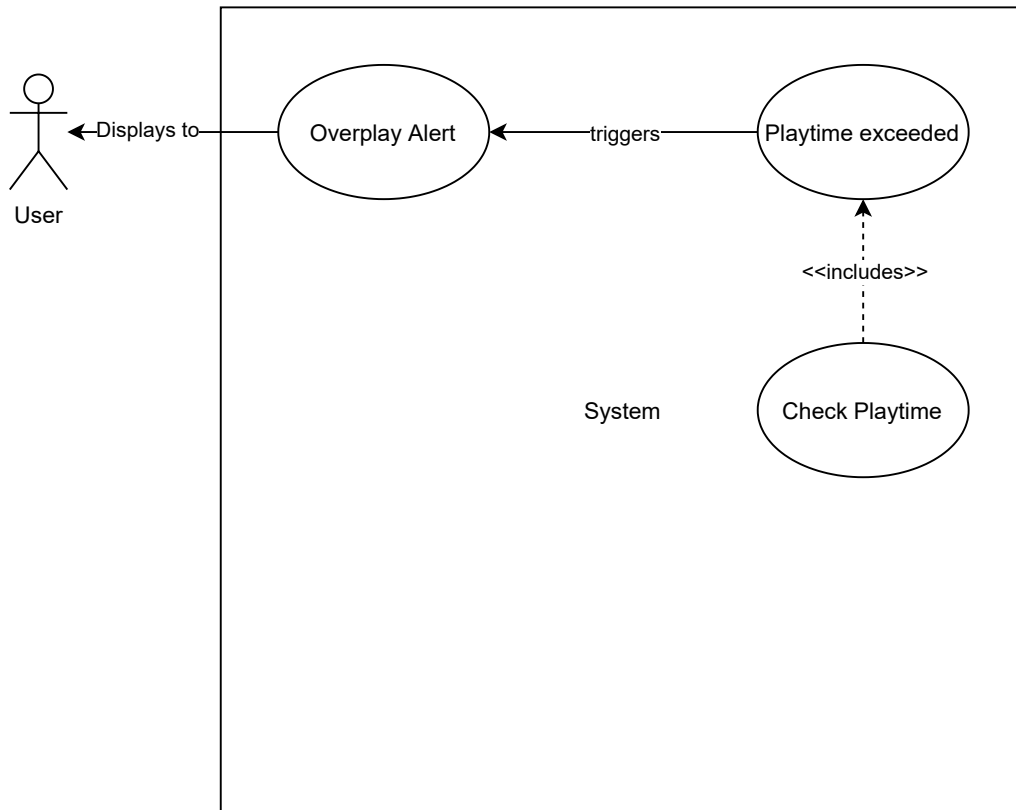 Displays to
Overplay Alert
triggers
Playtime exceeded
User
<<includes>>
System
Check Playtime